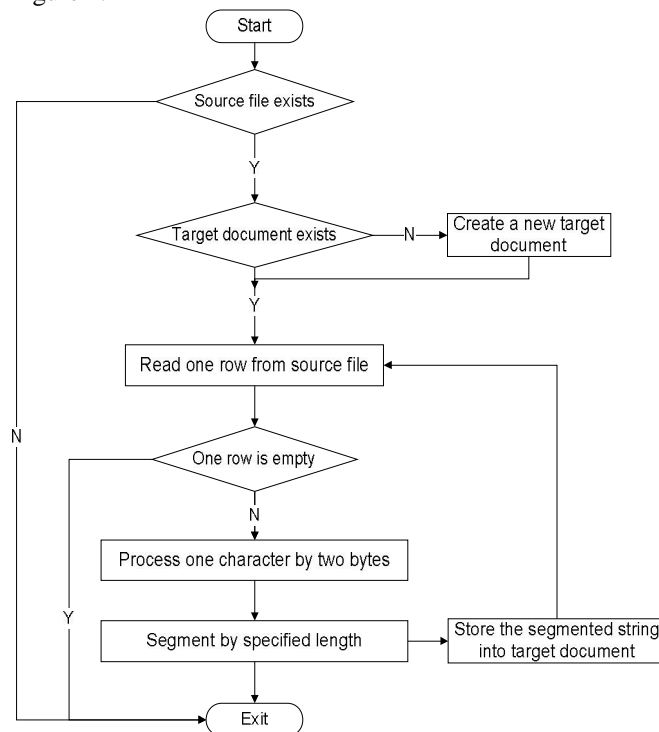 Start
Source file exists
Y
Target document exists
N
Create a new target
document
Y
Read one row from source file
N
One row is empty
N
Process one character by two bytes
Y
Segment by specified length
Store the segmented string
into target document
Exit